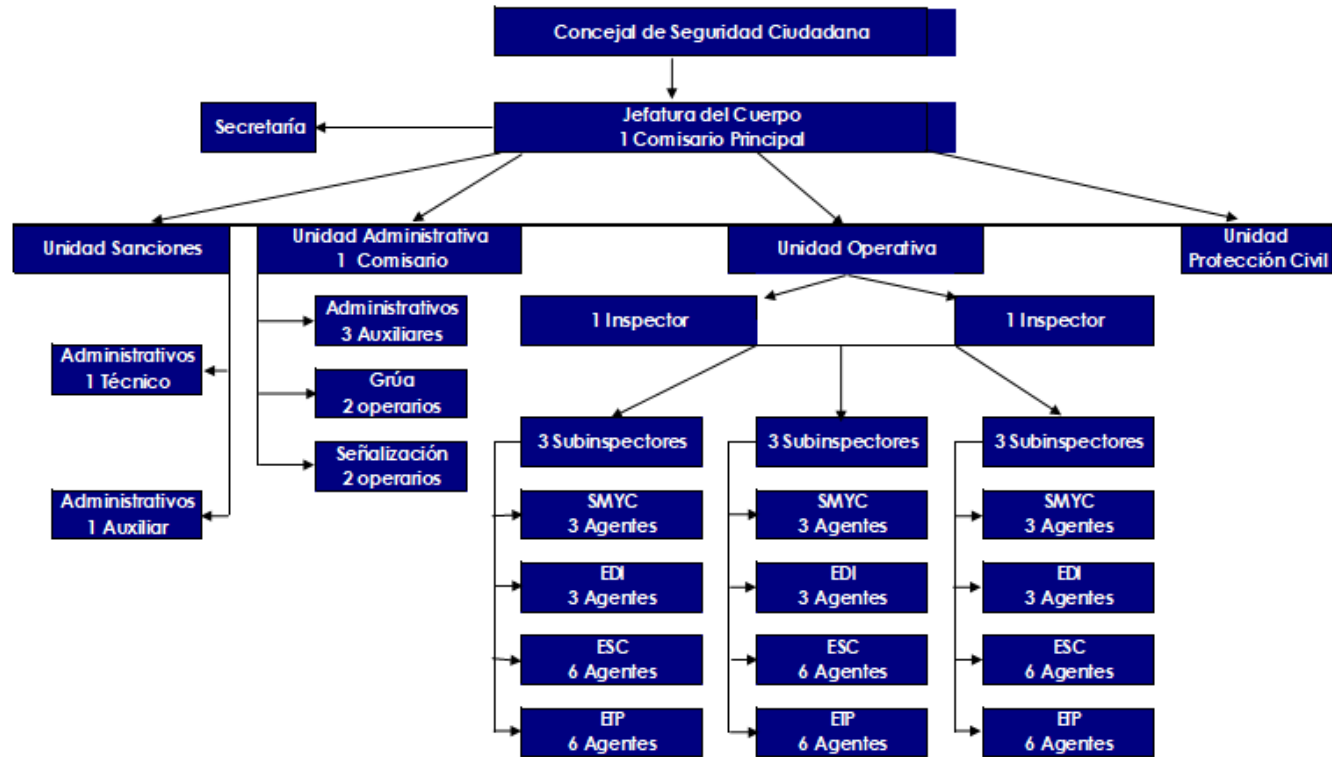 Concejal de Seguridad Ciudadana
Jefatura del Cuerpo
1 Comisario Principal
Secretaría
Unidad Sanciones
Unidad Administrativa
1 Comisario
Unidad Operativa
Unidad
Protección Civil
Administrativos
1 Técnico
Administrativos
1 Auxiliar
Administrativos
3 Auxiliares
Grúa
2 operarios
Señalización
2 operarios
1 Inspector
1 Inspector
3 Subinspectores
SMYC
3 Agentes
EDI
3 Agentes
ESC
6 Agentes
ETP
6 Agentes
3 Subinspectores
SMYC
3 Agentes
EDI
3 Agentes
ESC
6 Agentes
ETP
6 Agentes
3 Subinspectores
SMYC
3 Agentes
EDI
3 Agentes
ESC
6 Agentes
ETP
6 Agentes